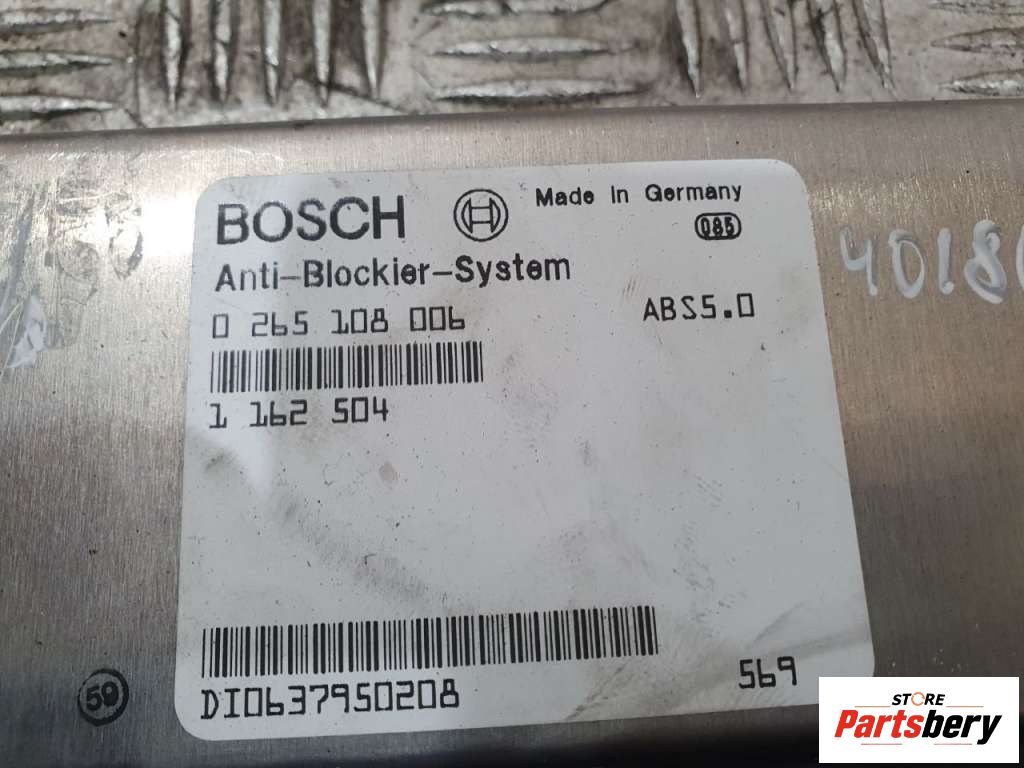 BOSCH
Made in Germany
085
Anti-Blockier-System
0 265 108 006
ABS5.0
1 162 504
DI0637950208
569
50
STORE
Partsbery